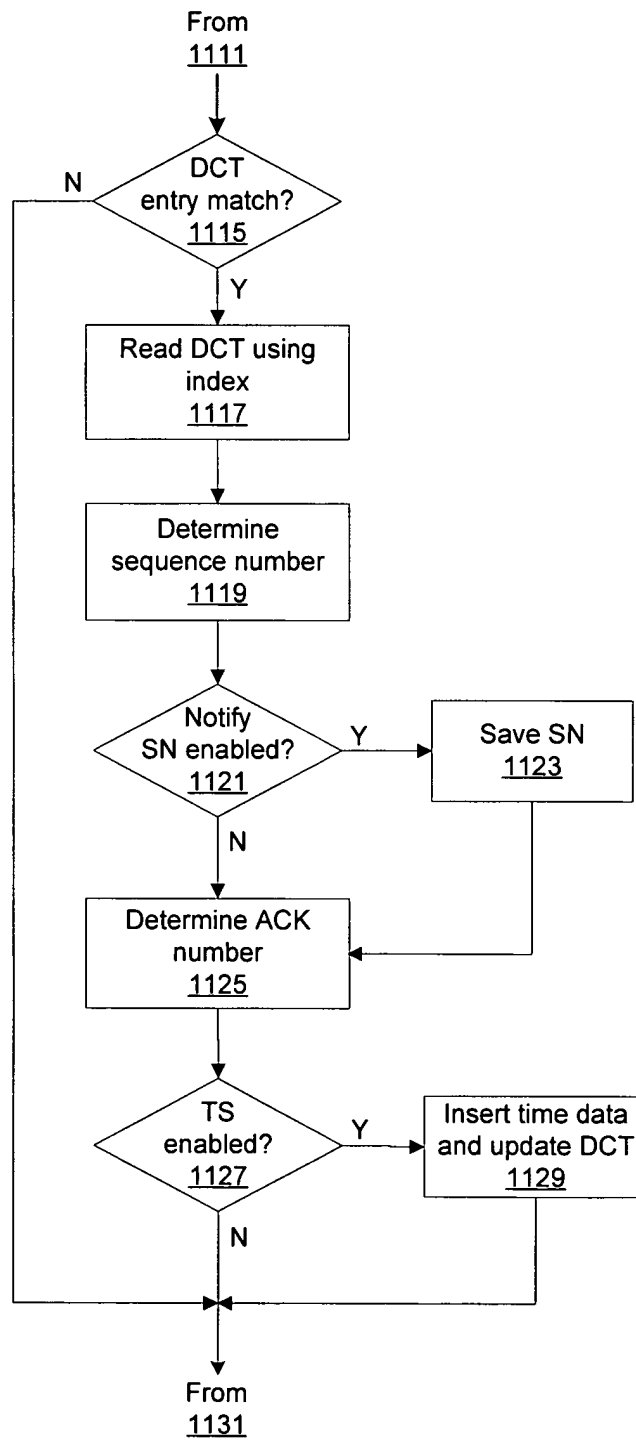 From
1111
DCT
entry match?
1115
N
Y
Read DCT using
index
1117
Determine
sequence number
1119
Notify
SN enabled?
1121
Y
N
Save SN
1123
Determine ACK
number
1125
TS
enabled?
1127
Y
N
Insert time data
and update DCT
1129
From
1131